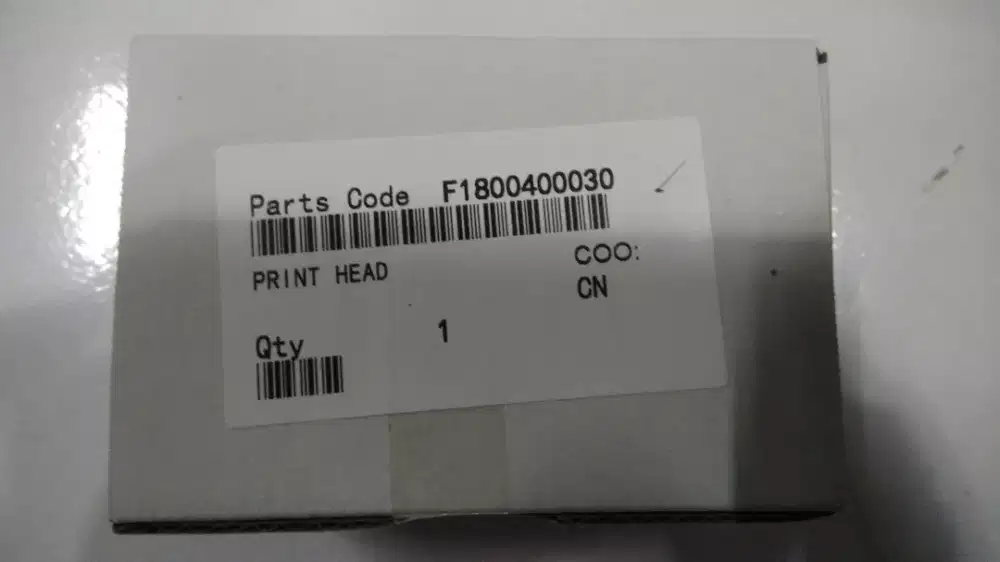 Parts Code F1800400030
PRINT HEAD
COO:
CN
Qty 1